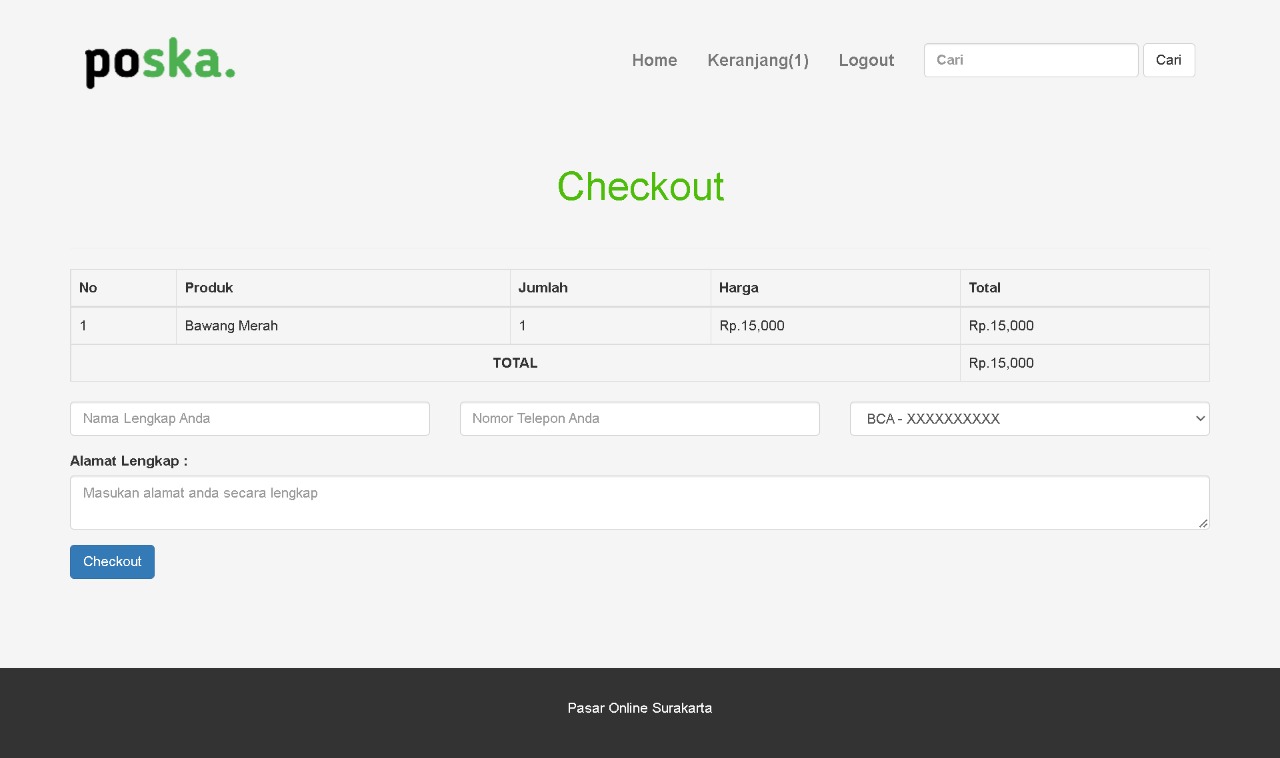 poska.
Home Keranjang(1) Logout Cari Cari
Checkout
No Produk Jumlah Harga Total
1 Bawang Merah 1 Rp.15,000 Rp.15,000
TOTAL Rp.15,000
Nama Lengkap Anda Nomor Telepon Anda BCA - XXXXXXXXXX
Alamat Lengkap :
Masukan alamat anda secara lengkap
Checkout
Pasar Online Surakarta